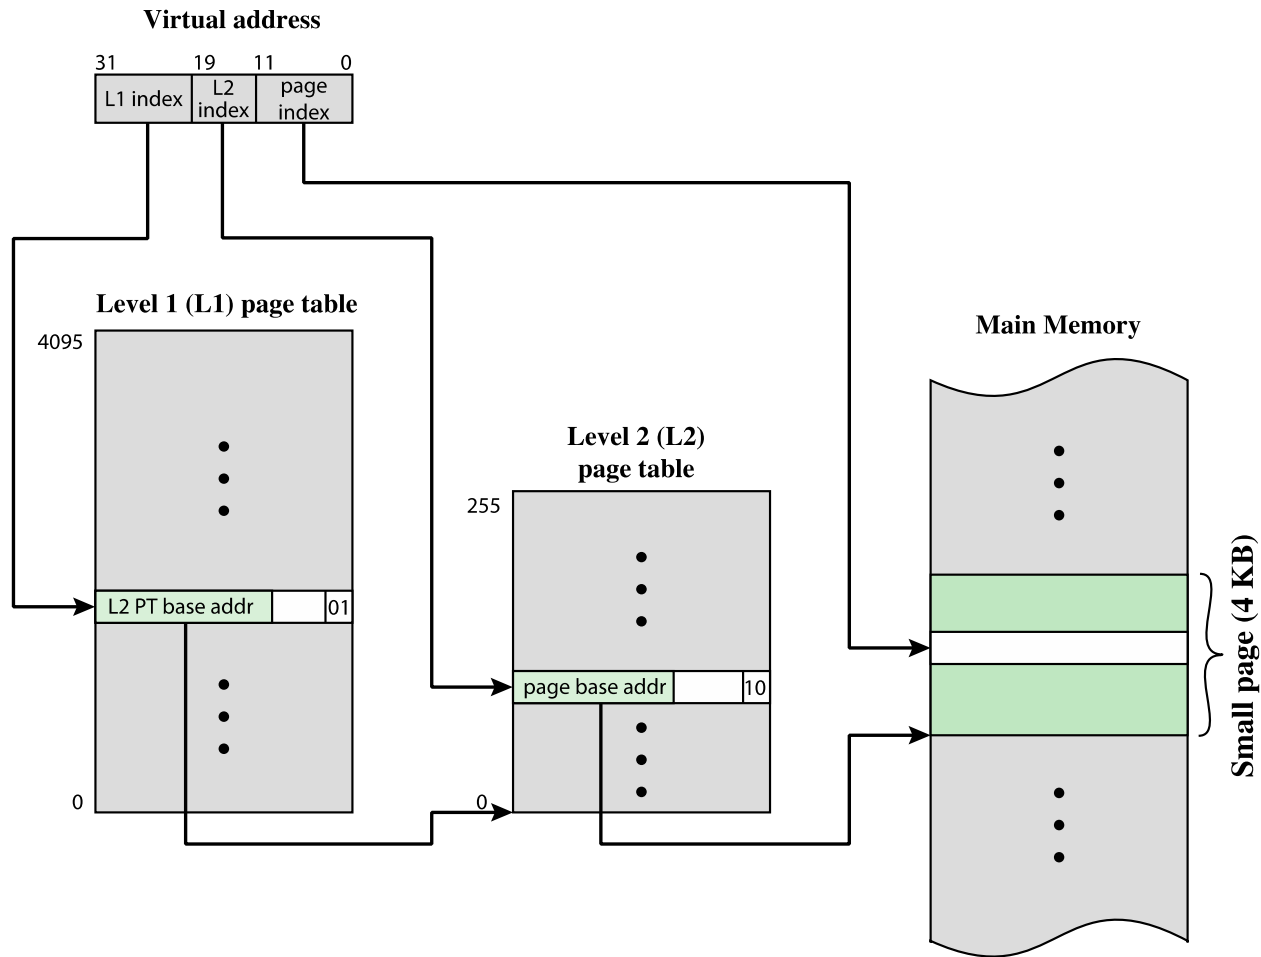 Virtual address
31 19 11 0
L1 index
L2
index
page
index
Level 1 (L1) page table
4095
L2 PT base addr
01
0
Level 2 (L2)
page table
255
page base addr
10
0
Main Memory
Small page (4 KB)